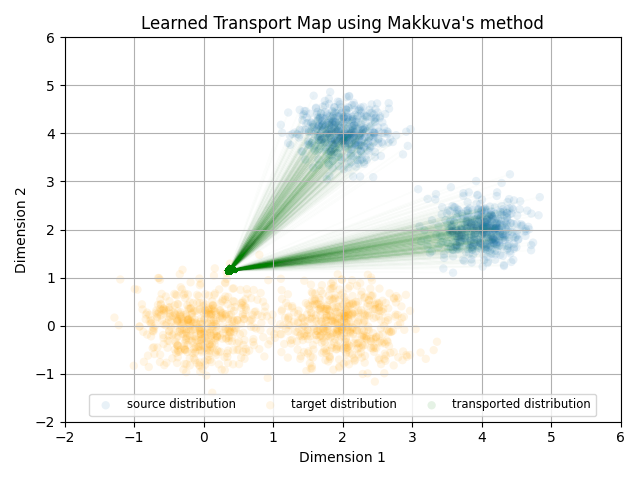 Learned Transport Map using Makkuva's method
6
5
4
3
2
1
0
−1
−2
Dimension 2
source distribution target distribution transported distribution
−2 −1 0 1 2 3 4 5 6
Dimension 1